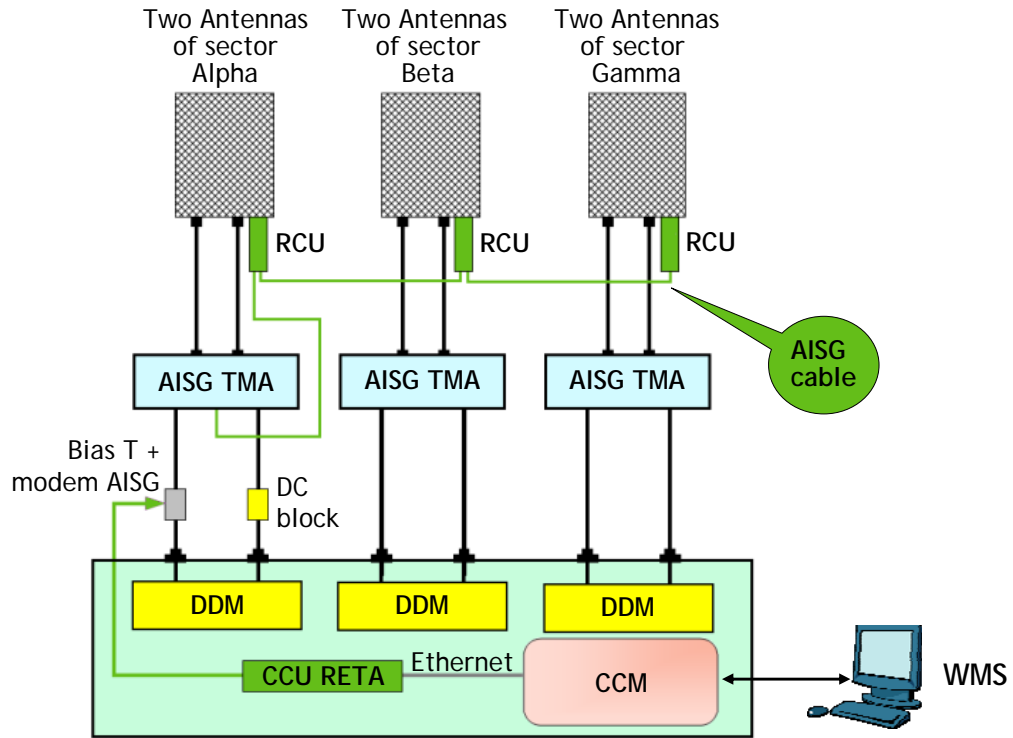 Two Antennas
of sector
Alpha
Two Antennas
of sector
Beta
Two Antennas
of sector
Gamma
RCU
RCU
RCU
AISG
cable
AISG TMA
AISG TMA
AISG TMA
Bias T +
modem AISG
DC
block
DDM
DDM
DDM
CCU RETA
Ethernet
CCM
WMS